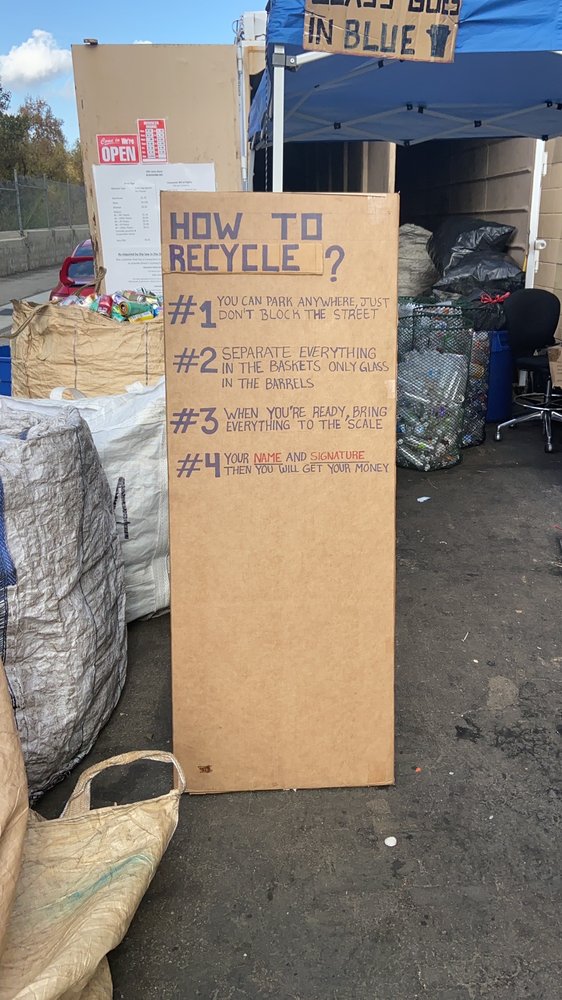 GLASS GOES
IN BLUE
Come in We're
OPEN
HOW TO
RECYCLE ?
#1 YOU CAN PARK ANYWHERE, JUST
DON'T BLOCK THE STREET
#2 SEPARATE EVERYTHING
IN THE BASKETS ONLY GLASS
IN THE BARRELS
#3 WHEN YOU'RE READY, BRING
EVERYTHING TO THE SCALE
#4 YOUR NAME AND SIGNATURE
THEN YOU WILL GET YOUR MONEY